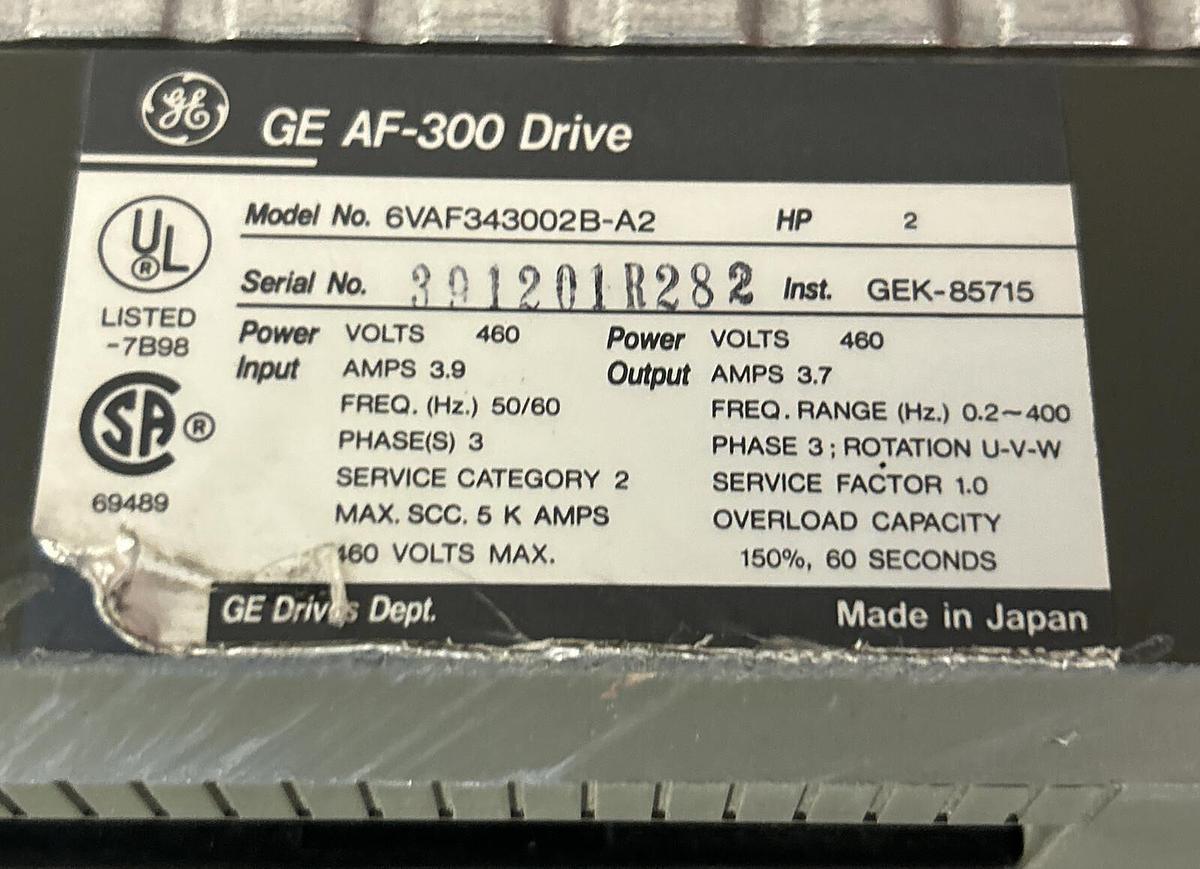 GE GE AF-300 Drive
UL ®
LISTED
-7B98
SA ®
69489
Model No. 6VAF343002B-A2 HP 2
Serial No. 391201R282 Inst. GEK-85715
Power Input VOLTS 460
AMPS 3.9
FREQ. (Hz.) 50/60
PHASE(S) 3
SERVICE CATEGORY 2
MAX. SCC. 5 K AMPS
460 VOLTS MAX.
Power Output VOLTS 460
AMPS 3.7
FREQ. RANGE (Hz.) 0.2~400
PHASE 3; ROTATION U-V-W
SERVICE FACTOR 1.0
OVERLOAD CAPACITY
150%, 60 SECONDS
GE Drives Dept. Made in Japan